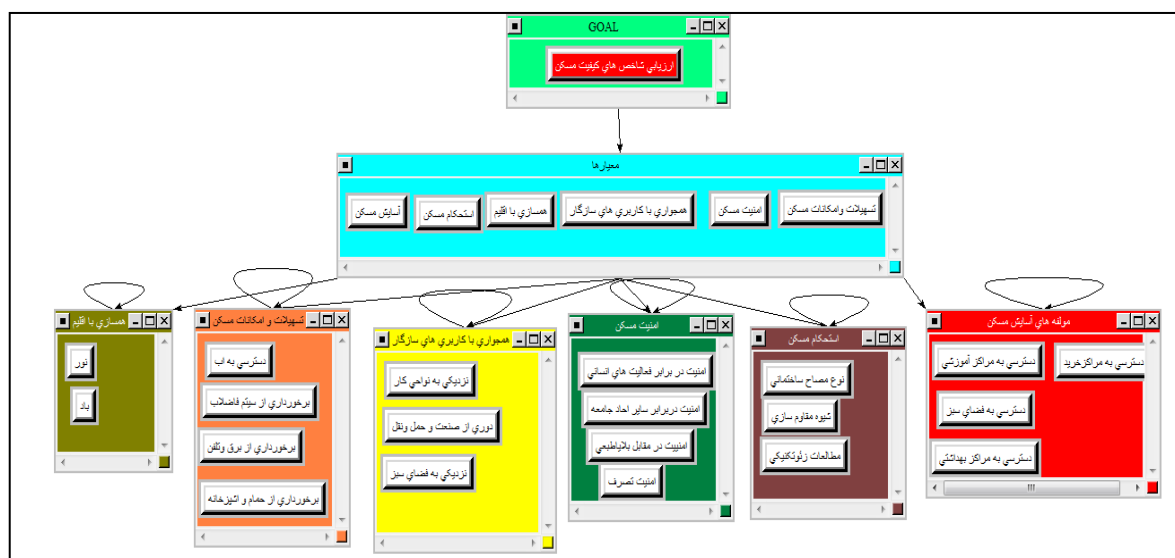 GOAL
ارزيابي شاخص هاي کيفيت مسکن
معيارها
تسهيلات وامکانات مسکن
امنيت مسکن
همجواري با کاربري هاي سازگار
همسازي با اقليم
استحکام مسکن
آسايش مسکن
مولفه هاي آسايش مسکن
دسترسي به مراکزخريد
دسترسي به مراکز آموزشي
دسترسي به فضاي سبز
دسترسي به مراکز بهداشتي
استحکام مسکن
نوع مصاح ساختماني
شيوه مقاوم سازي
مطالعات ژئوتکنيکي
امنيت مسکن
امنيت در برابر فعاليت هاي انساني
امنيت دربرابر ساير احاد جامعه
امنييت در مقابل بلاياطبعي
امنيت تصرف
همجواري با کاربري هاي سازگار
نزديکي به نواحي کار
دوري از صنعت و حمل ونقل
نزديکي به فضاي سبز
تسهيلات و امکانات مسکن
دسترسي به اب
برخورداري از سيتم فاضلاب
برخورداري از برق وتلفن
برخورداري از حمام و اشپزخانه
همسازي با اقليم
نور
باد